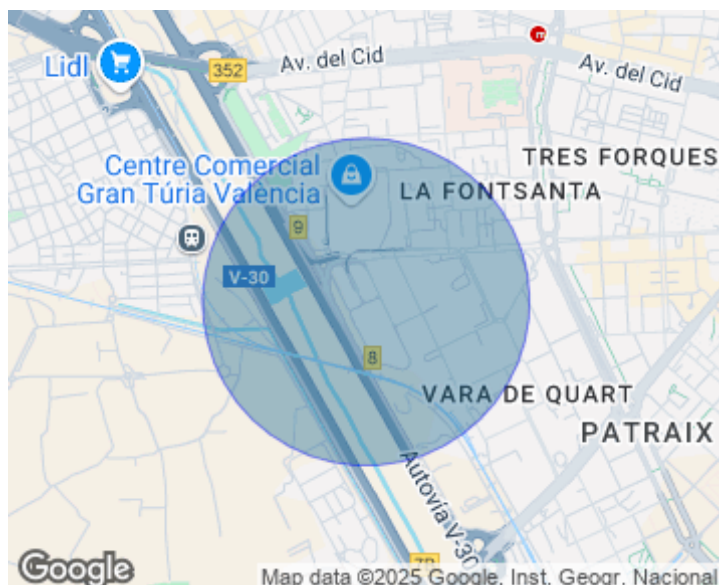 Lidl
352
Av. del Cid
Av. del Cid
m
Centre Comercial
Gran Túria València
TRES FORQUES
LA FONTSANTA
9
V-30
8
VARA DE QUART
PATRAIX
Autovía V-30
Google
Map data ©2025 Google, Inst. Geogr. Nacional